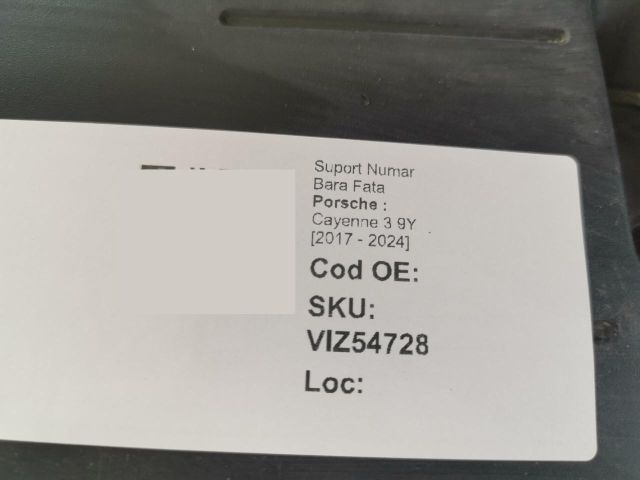 Suport Numar
Bara Fata
Porsche :
Cayenne 3 9Y
[2017 - 2024]
Cod OE:
SKU:
VIZ54728
Loc: